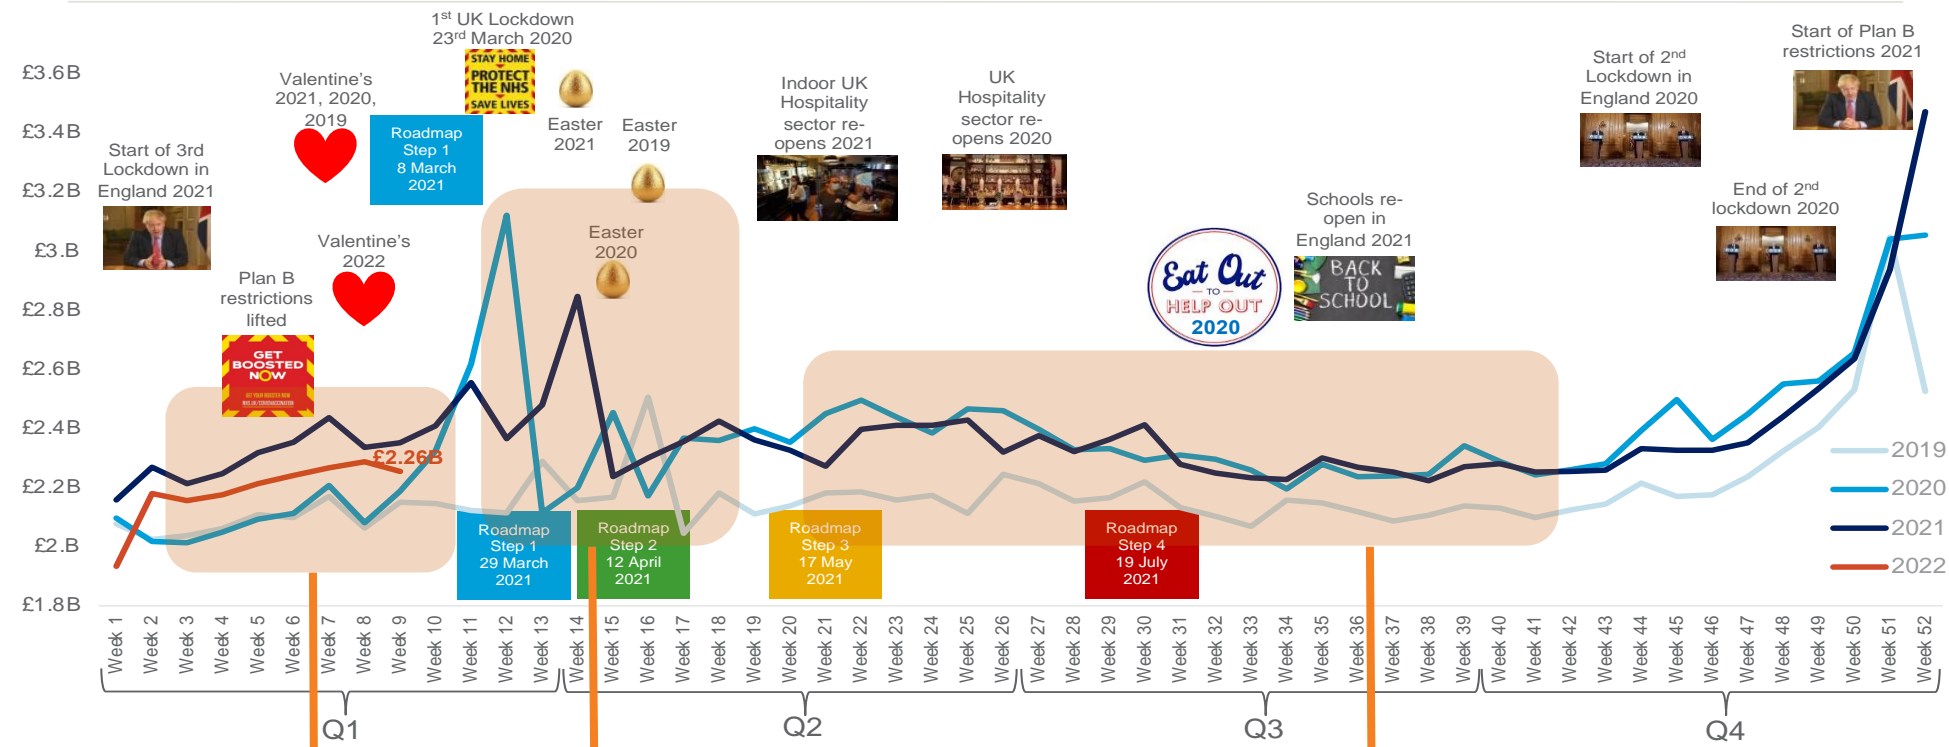 1st UK Lockdown
23rd March 2020
STAY HOME
PROTECT
THE NHS
SAVE LIVES
Start of Plan B
restrictions 2021
£3.6B
£3.4B
£3.2B
£3.B
£2.8B
£2.6B
£2.4B
£2.2B
£2.B
£1.8B
Start of 3rd
Lockdown in
England 2021
Valentine's
2021, 2020,
2019
Roadmap
Step 1
8 March
2021
Easter
2021
Easter
2019
Easter
2020
Indoor UK
Hospitality
sector re-
opens 2021
UK
Hospitality
sector re-
opens 2020
Start of 2nd
Lockdown in
England 2020
End of 2nd
lockdown 2020
Schools re-
open in
England 2021
BACK
TO
SCHOOL
Eat Out
TO
HELP OUT
2020
Plan B
restrictions
lifted
GET
BOOSTED
NOW
Valentine's
2022
£2.26B
Roadmap
Step 1
29 March
2021
Roadmap
Step 2
12 April
2021
Roadmap
Step 3
17 May
2021
Roadmap
Step 4
19 July
2021
2019
2020
2021
2022
Week 1
Week 2
Week 3
Week 4
Week 5
Week 6
Week 7
Week 8
Week 9
Week 10
Week 11
Week 12
Week 13
Week 14
Week 15
Week 16
Week 17
Week 18
Week 19
Week 20
Week 21
Week 22
Week 23
Week 24
Week 25
Week 26
Week 27
Week 28
Week 29
Week 30
Week 31
Week 32
Week 33
Week 34
Week 35
Week 36
Week 37
Week 38
Week 39
Week 40
Week 41
Week 42
Week 43
Week 44
Week 45
Week 46
Week 47
Week 48
Week 49
Week 50
Week 51
Week 52
Q1
Q2
Q3
Q4